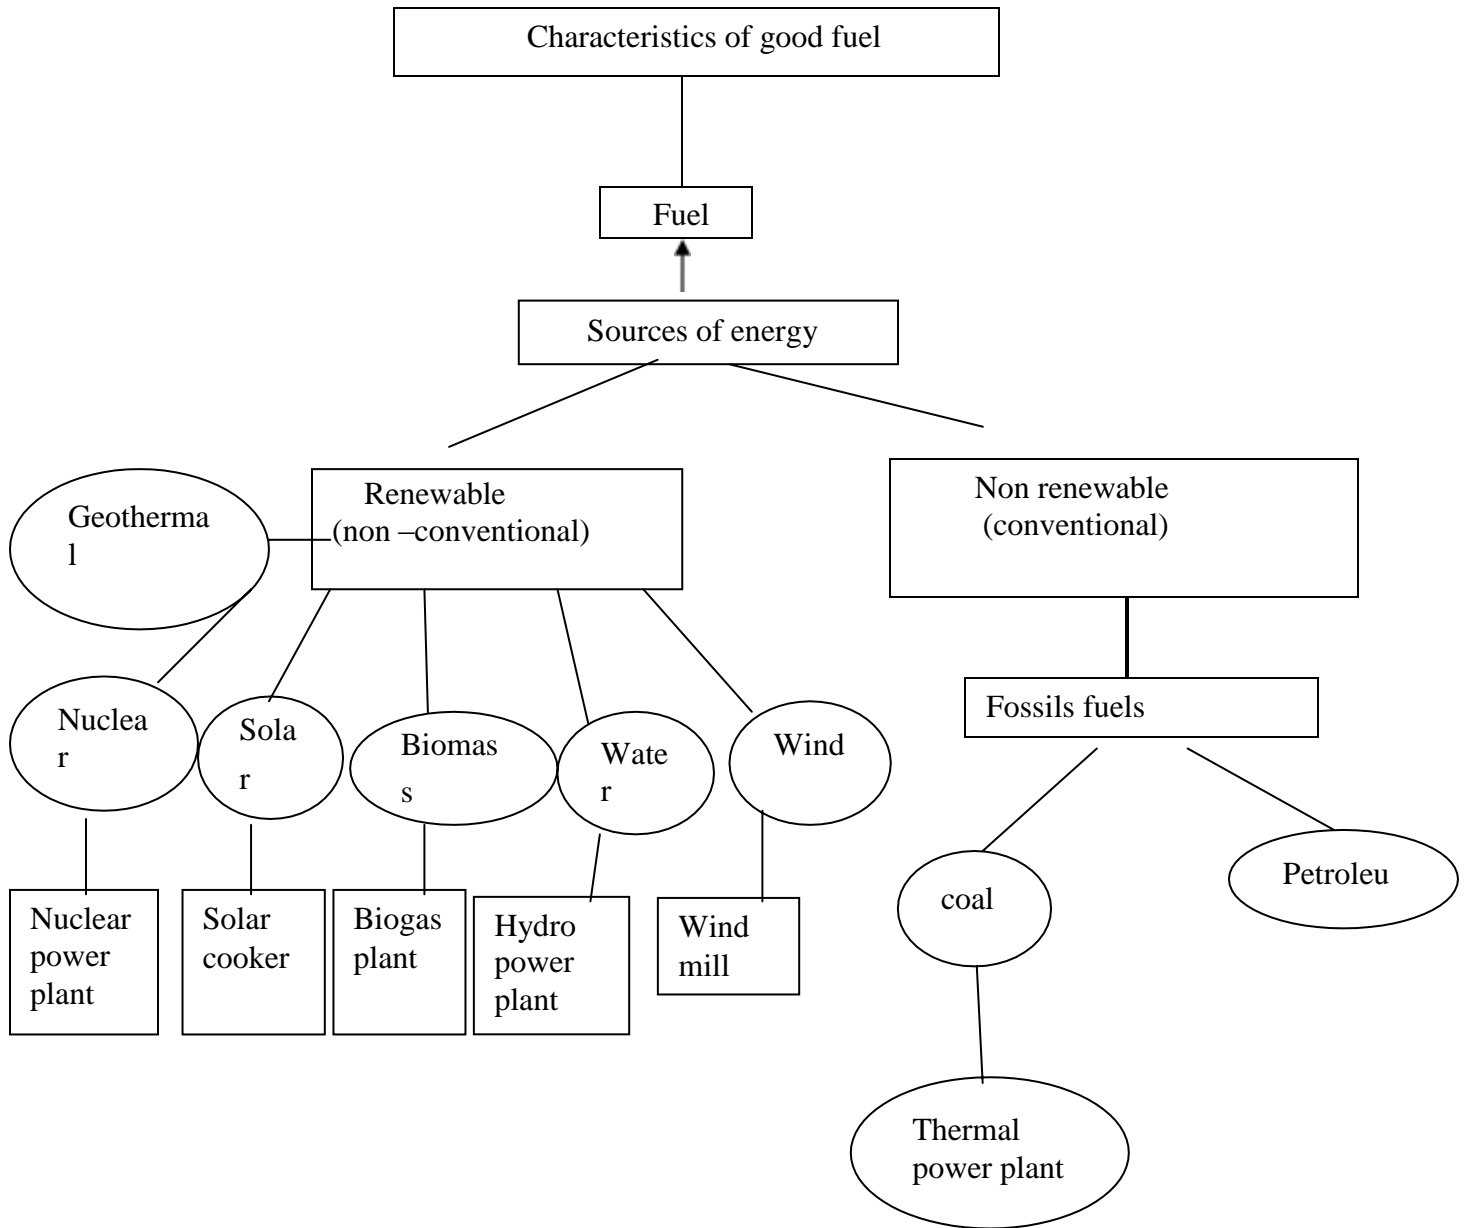 Characteristics of good fuel
Fuel
Sources of energy
Renewable
(non –conventional)
Non renewable
(conventional)
Geotherma
l
Fossils fuels
Nuclea
r
Sola
r
Biomas
s
Wate
r
Wind
coal
Petroleu
Nuclear
power
plant
Solar
cooker
Biogas
plant
Hydro
power
plant
Wind
mill
Thermal
power plant